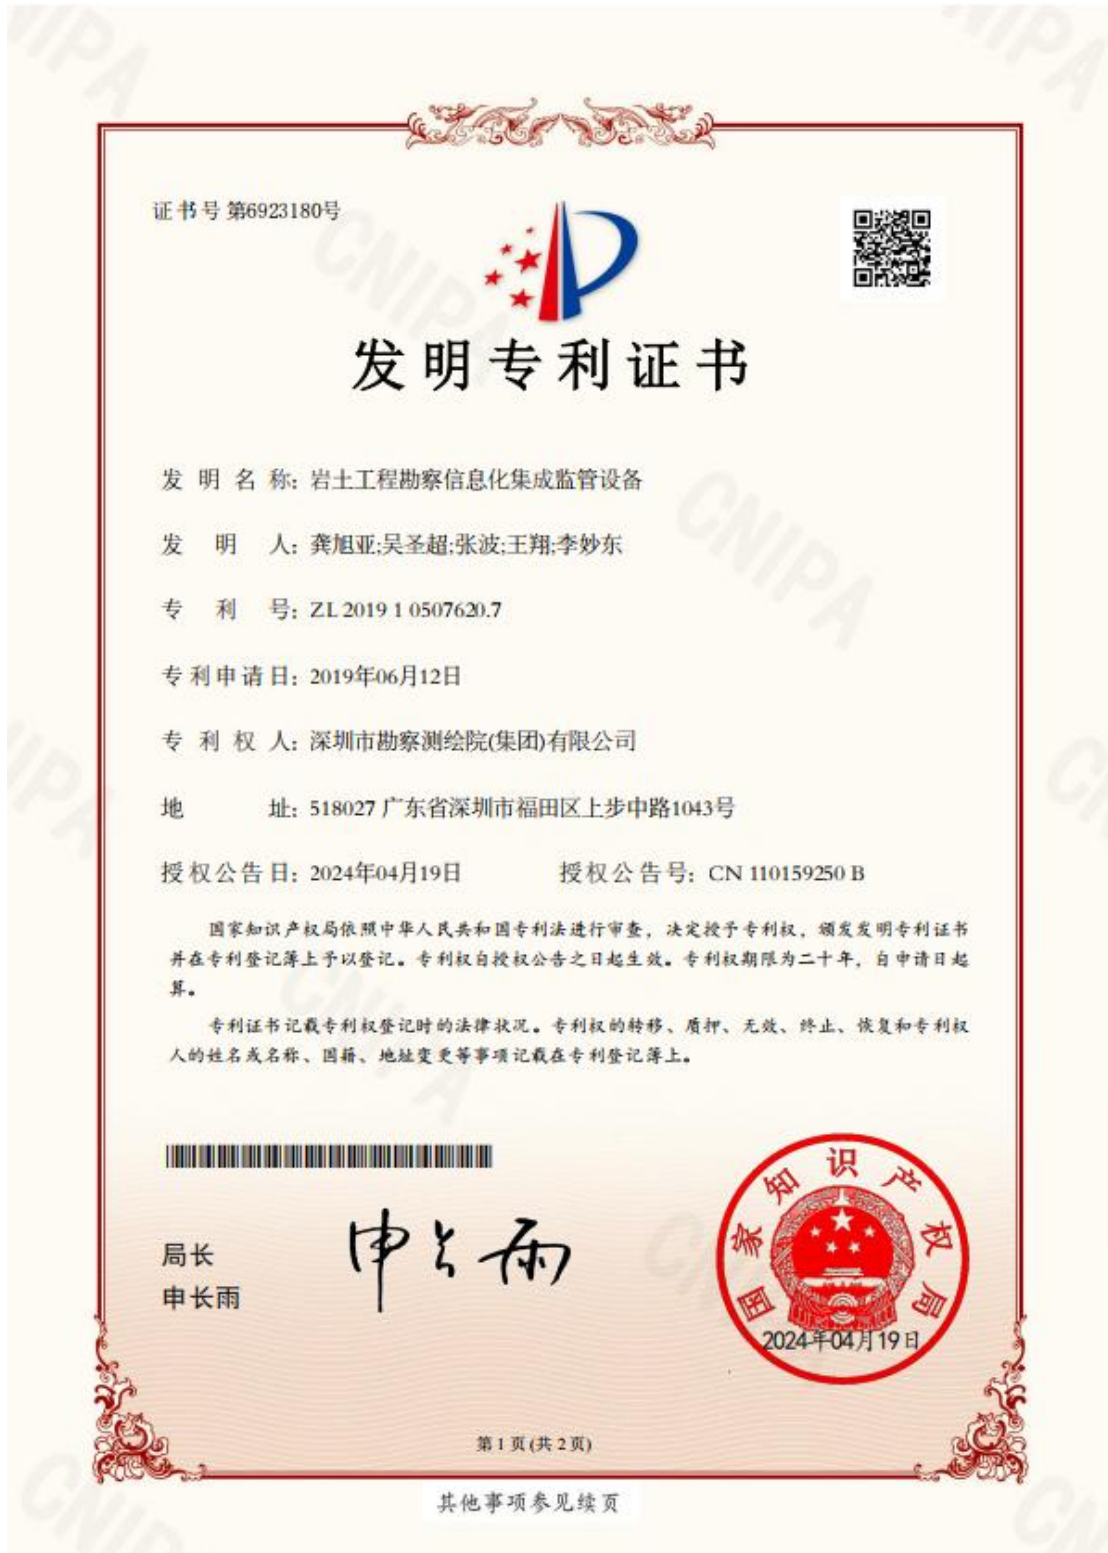 证书号第6923180号
发明专利证书
发明名称：岩土工程勘察信息化集成监管设备
发明人：龚旭亚;吴圣超;张波;王翔;李妙东
专利号：ZL 2019 1 0507620.7
专利申请日：2019年06月12日
专利权人：深圳市勘察测绘院(集团)有限公司
地址：518027 广东省深圳市福田区上步中路1043号
授权公告日：2024年04月19日 授权公告号：CN 110159250 B
国家知识产权局依照中华人民共和国专利法进行审查，决定授予专利权，颁发发明专利证书
并在专利登记簿上予以登记。专利权自授权公告之日起生效。专利权期限为二十年，自申请日起
算。
专利证书记载专利权登记时的法律状况。专利权的转移、质押、无效、终止、恢复和专利权
人的姓名或名称、国籍、地址变更等事项记载在专利登记簿上。
局长
申长雨
申长雨
国家知识产权局
2024年04月19日
第1页(共2页)
其他事项参见续页
CNIPA